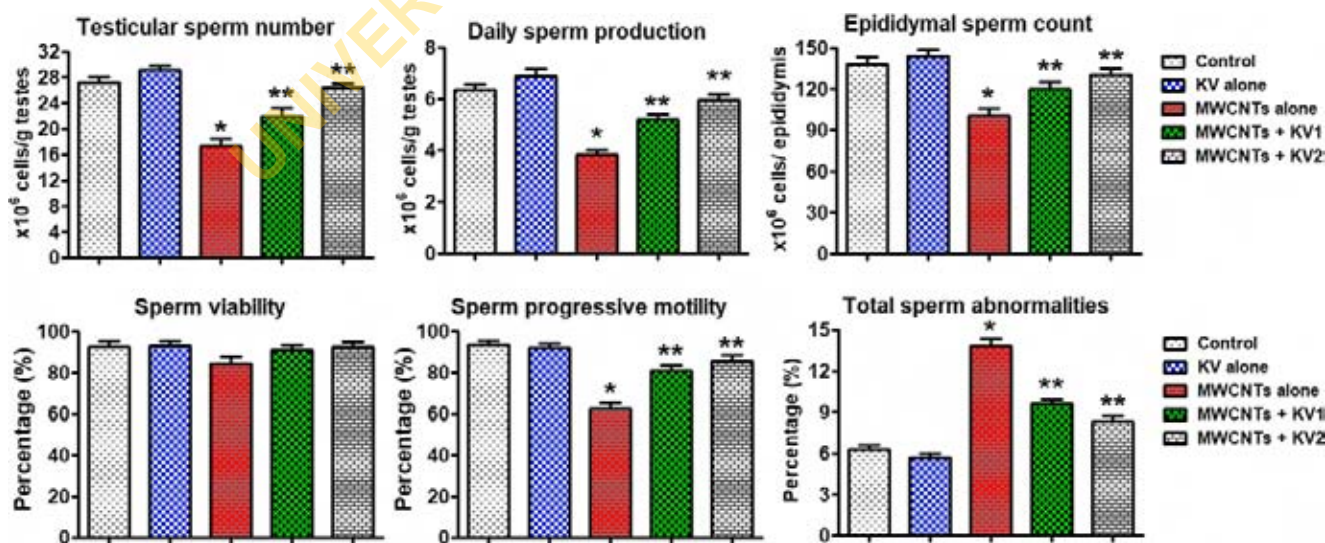 UNIVER
Testicular sperm number
x10⁶ cells/g testes
32
28
24
20
16
12
8
4
0
*
**
**
Daily sperm production
x10⁶ cells/g testes
8
6
4
2
0
*
**
**
Epididymal sperm count
x10⁶ cells/ epididymis
150
120
90
60
30
0
*
**
**
Control
KV alone
MWCNTs alone
MWCNTs + KV1
MWCNTs + KV2
Sperm viability
Percentage (%)
100
80
60
40
20
0
Sperm progressive motility
Percentage (%)
100
80
60
40
20
0
*
**
**
Total sperm abnormalities
Percentage (%)
15
12
9
6
3
0
*
**
**
Control
KV alone
MWCNTs alone
MWCNTs + KV1
MWCNTs + KV2